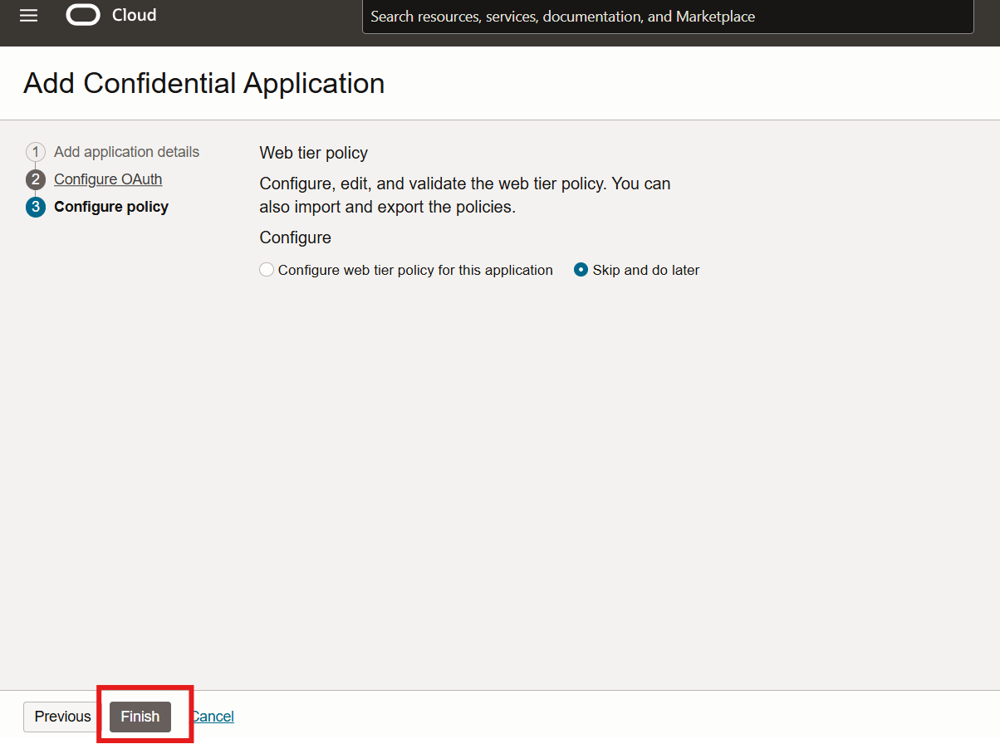 Cloud
Search resources, services, documentation, and Marketplace
Add Confidential Application
1 Add application details
2 Configure OAuth
3 Configure policy
Web tier policy
Configure, edit, and validate the web tier policy. You can
also import and export the policies.
Configure
Configure web tier policy for this application
Skip and do later
Previous
Finish
Cancel